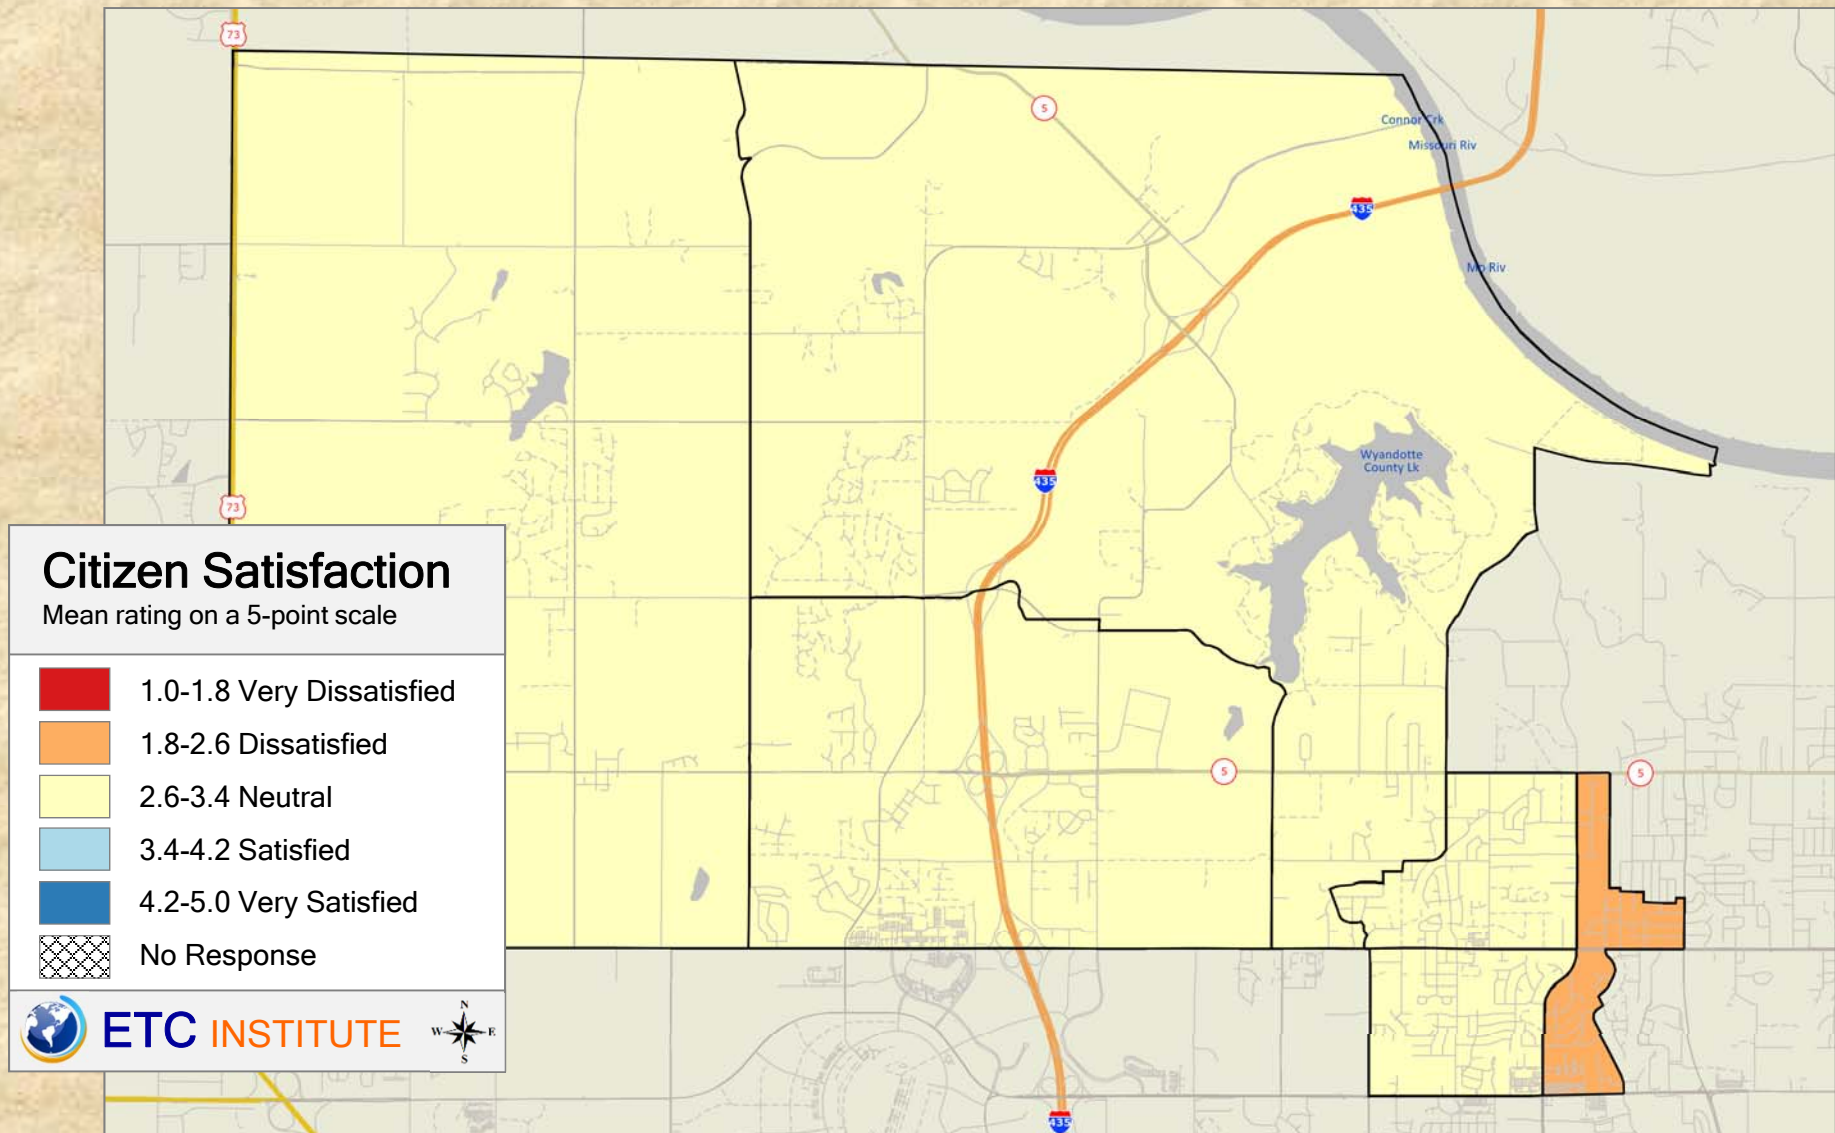 73
5
Connor Crk
Missouri Riv
435
Mo Riv
435
Wyandotte
County Lk
73
Citizen Satisfaction
Mean rating on a 5-point scale
1.0-1.8 Very Dissatisfied
1.8-2.6 Dissatisfied
2.6-3.4 Neutral
3.4-4.2 Satisfied
4.2-5.0 Very Satisfied
No Response
5
5
ETC INSTITUTE
N
W E
S
435